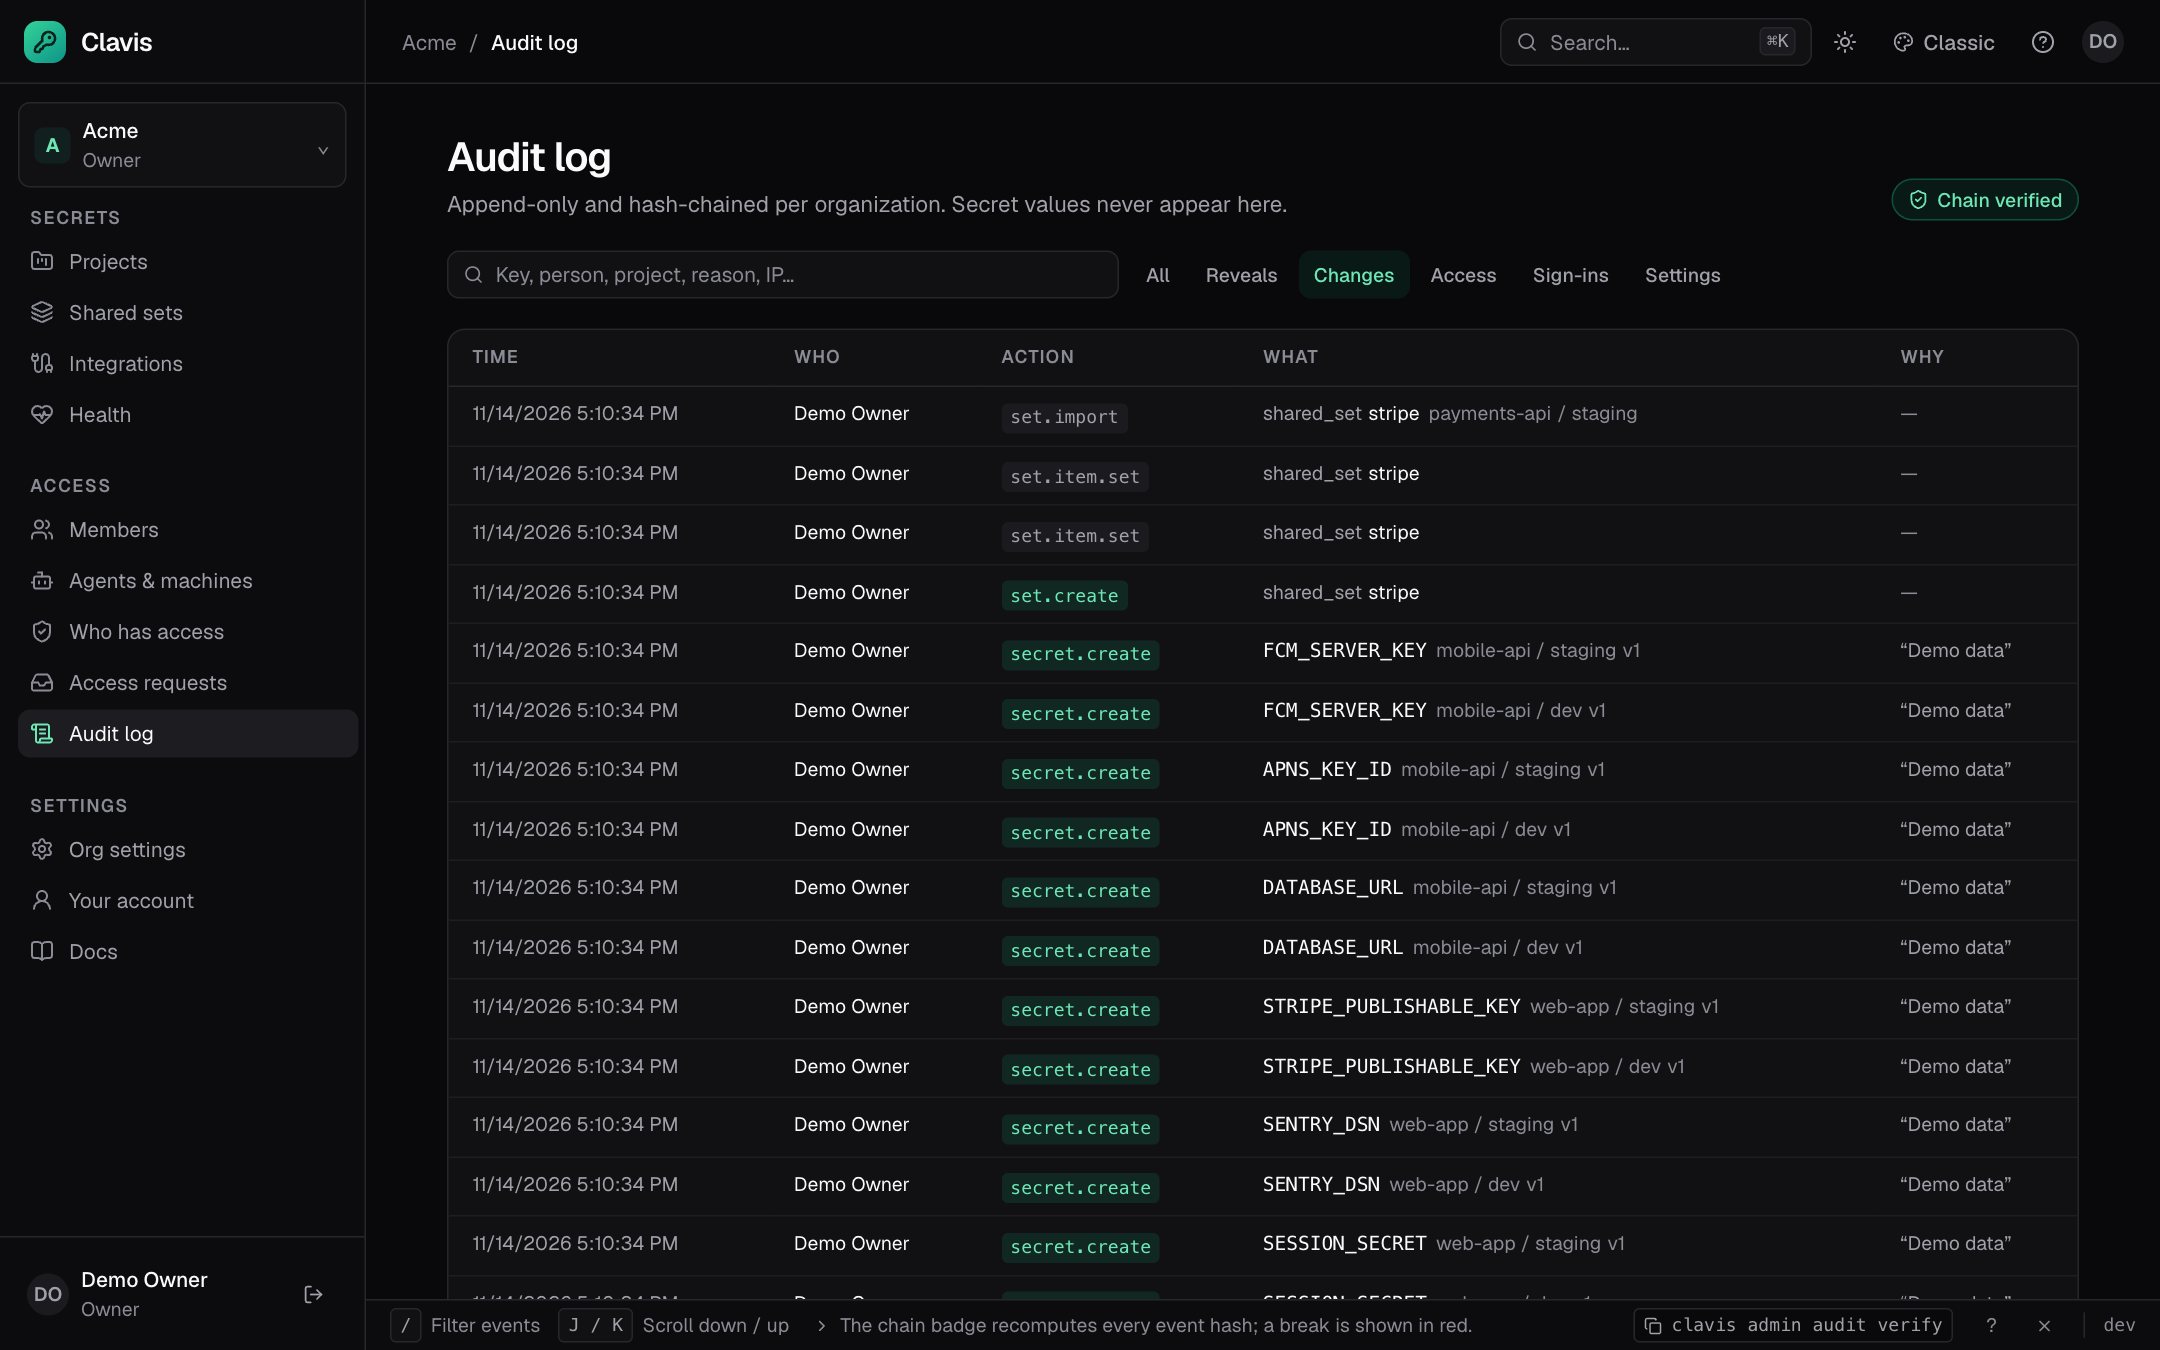 Clavis
Acme / Audit log
Search... ⌘K
Classic
DO
A
Acme
Owner
SECRETS
Projects
Shared sets
Integrations
Health
ACCESS
Members
Agents & machines
Who has access
Access requests
Audit log
SETTINGS
Org settings
Your account
Docs
DO
Demo Owner
Owner
Audit log
Append-only and hash-chained per organization. Secret values never appear here.
Chain verified
Key, person, project, reason, IP...
All Reveals Changes Access Sign-ins Settings
TIME WHO ACTION WHAT WHY
11/14/2026 5:10:34 PM Demo Owner set.import shared_set stripe payments-api / staging —
11/14/2026 5:10:34 PM Demo Owner set.item.set shared_set stripe —
11/14/2026 5:10:34 PM Demo Owner set.item.set shared_set stripe —
11/14/2026 5:10:34 PM Demo Owner set.create shared_set stripe —
11/14/2026 5:10:34 PM Demo Owner secret.create FCM_SERVER_KEY mobile-api / staging v1 “Demo data”
11/14/2026 5:10:34 PM Demo Owner secret.create FCM_SERVER_KEY mobile-api / dev v1 “Demo data”
11/14/2026 5:10:34 PM Demo Owner secret.create APNS_KEY_ID mobile-api / staging v1 “Demo data”
11/14/2026 5:10:34 PM Demo Owner secret.create APNS_KEY_ID mobile-api / dev v1 “Demo data”
11/14/2026 5:10:34 PM Demo Owner secret.create DATABASE_URL mobile-api / staging v1 “Demo data”
11/14/2026 5:10:34 PM Demo Owner secret.create DATABASE_URL mobile-api / dev v1 “Demo data”
11/14/2026 5:10:34 PM Demo Owner secret.create STRIPE_PUBLISHABLE_KEY web-app / staging v1 “Demo data”
11/14/2026 5:10:34 PM Demo Owner secret.create STRIPE_PUBLISHABLE_KEY web-app / dev v1 “Demo data”
11/14/2026 5:10:34 PM Demo Owner secret.create SENTRY_DSN web-app / staging v1 “Demo data”
11/14/2026 5:10:34 PM Demo Owner secret.create SENTRY_DSN web-app / dev v1 “Demo data”
11/14/2026 5:10:34 PM Demo Owner secret.create SESSION_SECRET web-app / staging v1 “Demo data”
/ Filter events J / K Scroll down / up › The chain badge recomputes every event hash; a break is shown in red. clavis admin audit verify ? × dev